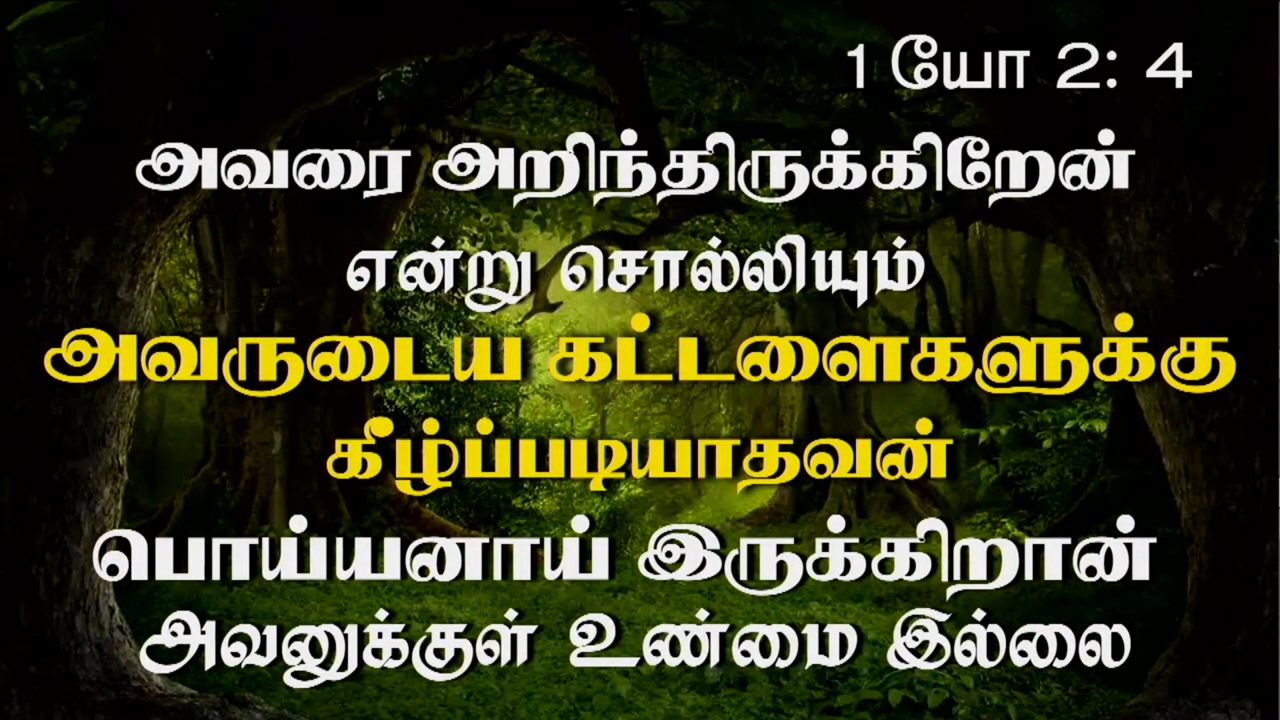 1 யோ 2: 4
அவரை அறிந்திருக்கிறேன்
என்று சொல்லியும்
அவருடைய கட்டளைகளுக்கு
கீழ்ப்படியாதவன்
பொய்யனாய் இருக்கிறான்
அவனுக்குள் உண்மை இல்லை